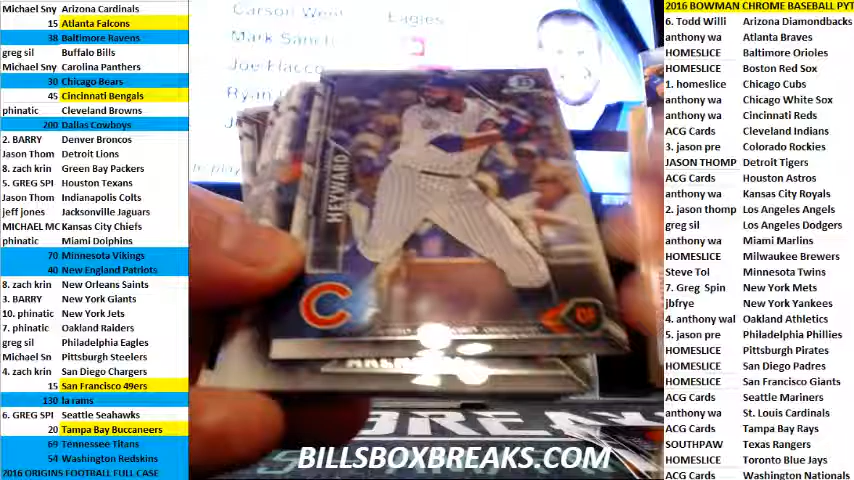 Michael Sny Arizona Cardinals
15 Atlanta Falcons
38 Baltimore Ravens
greg sil Buffalo Bills
Michael Sny Carolina Panthers
30 Chicago Bears
45 Cincinnati Bengals
phinatic Cleveland Browns
200 Dallas Cowboys
2. BARRY Denver Broncos
Jason Thom Detroit Lions
8. zach krin Green Bay Packers
5. GREG SPI Houston Texans
Jason Thom Indianapolis Colts
jeff jones Jacksonville Jaguars
MICHAEL MC Kansas City Chiefs
phinatic Miami Dolphins
70 Minnesota Vikings
40 New England Patriots
8. zach krin New Orleans Saints
3. BARRY New York Giants
10. phinatic New York Jets
7. phinatic Oakland Raiders
greg sil Philadelphia Eagles
Michael Sn Pittsburgh Steelers
4. zach krin San Diego Chargers
15 San Francisco 49ers
130 la rams
6. GREG SPI Seattle Seahawks
20 Tampa Bay Buccaneers
69 Tennessee Titans
54 Washington Redskins
2016 ORIGINS FOOTBALL FULL CASE
Carson Went Eagles
Mark Sanch
Joe Flacco
Ryan
HEYWARD
C
OF
BREAKS
BILLSBOXBREAKS.COM
2016 BOWMAN CHROME BASEBALL PYT
6. Todd Willi Arizona Diamondbacks
anthony wa Atlanta Braves
HOMESLICE Baltimore Orioles
HOMESLICE Boston Red Sox
1. homeslice Chicago Cubs
anthony wa Chicago White Sox
anthony wa Cincinnati Reds
ACG Cards Cleveland Indians
3. jason pre Colorado Rockies
JASON THOMP Detroit Tigers
ACG Cards Houston Astros
anthony wa Kansas City Royals
2. jason thomp Los Angeles Angels
greg sil Los Angeles Dodgers
anthony wa Miami Marlins
HOMESLICE Milwaukee Brewers
Steve Tol Minnesota Twins
7. Greg Spin New York Mets
jbfrye New York Yankees
4. anthony wal Oakland Athletics
5. jason pre Philadelphia Phillies
HOMESLICE Pittsburgh Pirates
HOMESLICE San Diego Padres
HOMESLICE San Francisco Giants
ACG Cards Seattle Mariners
anthony wa St. Louis Cardinals
ACG Cards Tampa Bay Rays
SOUTHPAW Texas Rangers
HOMESLICE Toronto Blue Jays
ACG Cards Washington Nationals